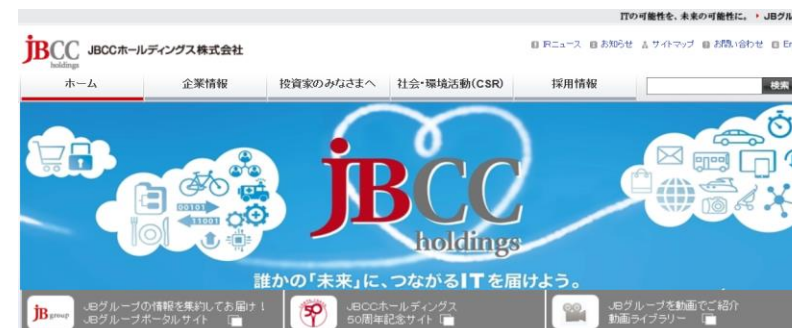 ITの可能性を、未来の可能性に。 JBグル
JBCC holdings JBCCホールディングス株式会社
IRニュース お知らせ サイトマップ お問い合わせ En
ホーム 企業情報 投資家のみなさまへ 社会・環境活動(CSR) 採用情報 検索
00101
11001
JBCC
holdings
誰かの「未来」に、つながるITを届けよう。
JB group JBグループの情報を集約してお届け!
JBグループポータルサイト
50 JBCCホールディングス
50周年記念サイト
JBグループを動画でご紹介
動画ライブラリー